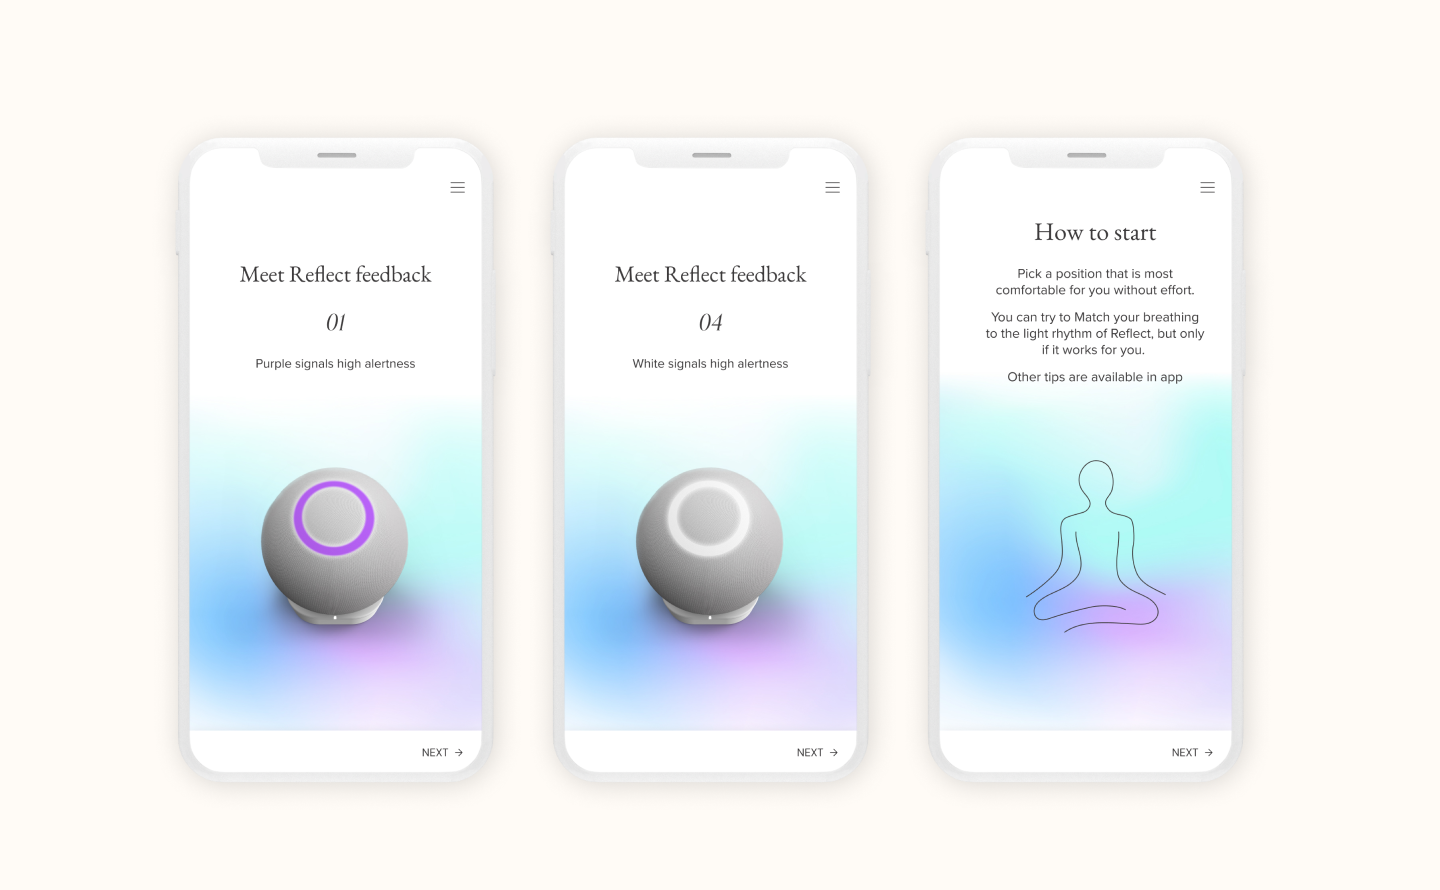 Meet Reflect feedback
01
Purple signals high alertness
NEXT →
Meet Reflect feedback
04
White signals high alertness
NEXT →
How to start
Pick a position that is most
comfortable for you without effort.
You can try to Match your breathing
to the light rhythm of Reflect, but only
if it works for you.
Other tips are available in app
NEXT →